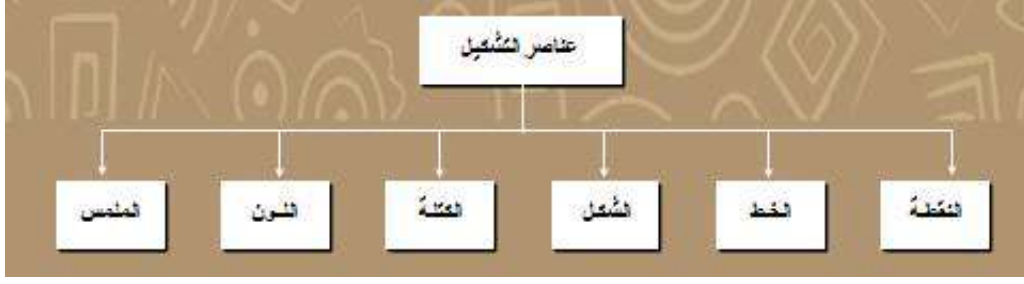 عناصر التشكيل
النقطة
الخط
الشكل
الكتلة
اللون
الملمس